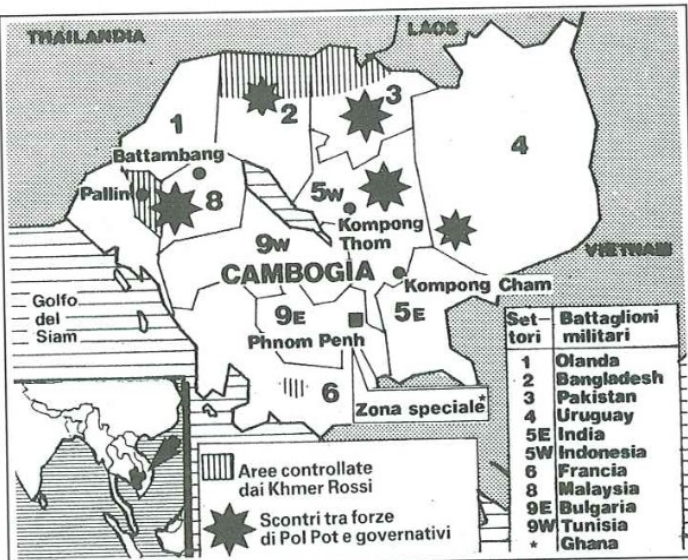 THAILANDIA
LAOS
1
2
3
4
Battambang
Pallin
8
5W
Kompong
Thom
9W
CAMBOGIA
Kompong Cham
VIETNAM
Golfo
del
Siam
9E
5E
Phnom Penh
6
Zona speciale*
Set- Battaglioni
tori militari
1 Olanda
2 Bangladesh
3 Pakistan
4 Uruguay
5E India
5W Indonesia
6 Francia
8 Malaysia
9E Bulgaria
9W Tunisia
* Ghana
Aree controllate
dai Khmer Rossi
Scontri tra forze
di Pol Pot e governativi